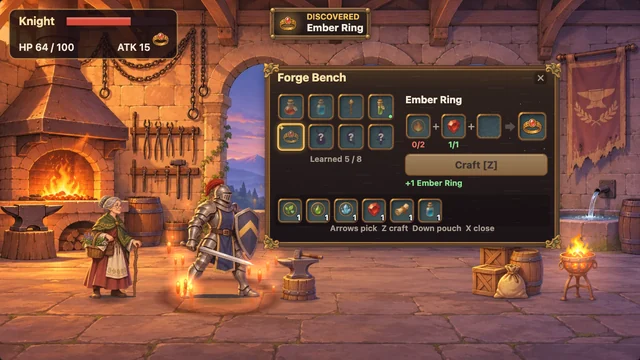 Knight
HP 64 / 100
ATK 15
DISCOVERED
Ember Ring
Forge Bench
Ember Ring
+
+
0/2
1/1
?
?
?
Learned 5 / 8
Craft [Z]
+1 Ember Ring
1
1
1
1
1
1
Arrows pick Z craft Down pouch X close